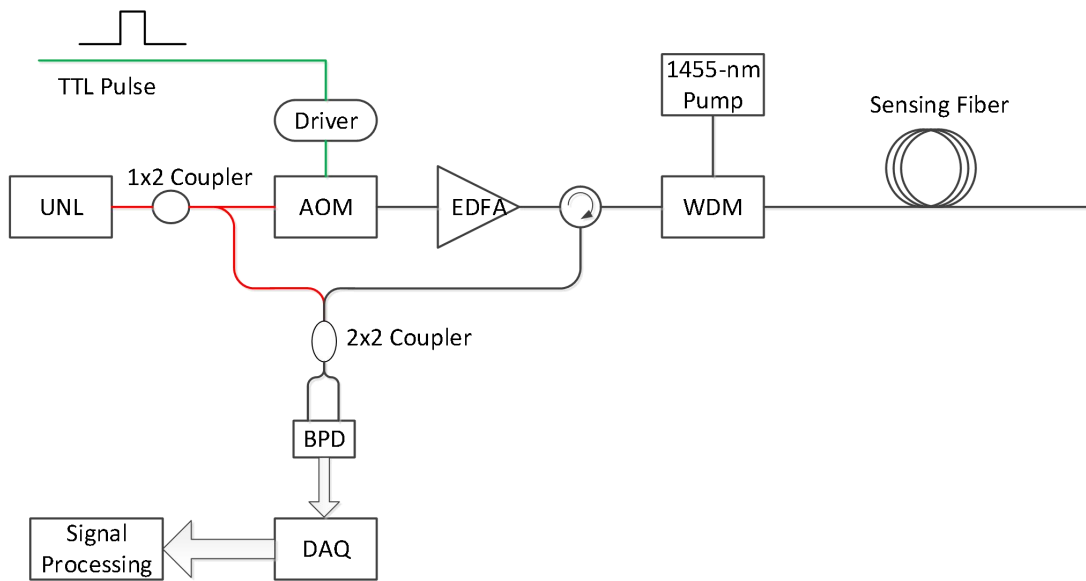 TTL Pulse
Driver
1455-nm
Pump
Sensing Fiber
UNL
1x2 Coupler
AOM
EDFA
WDM
2x2 Coupler
BPD
Signal
Processing
DAQ